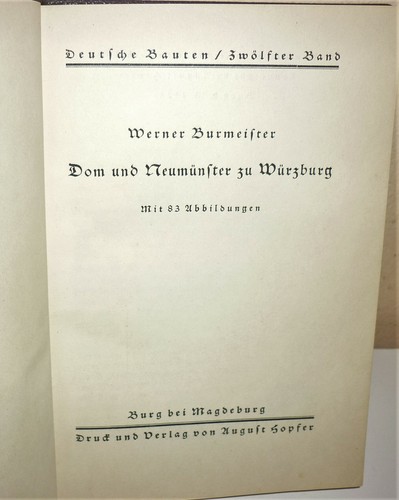 Deutsche Bauten / Zwölfter Band
Werner Burmeister
Dom und Neumünster zu Würzburg
Mit 83 Abbildungen
Burg bei Magdeburg
Druck und Verlag von August Hopfer